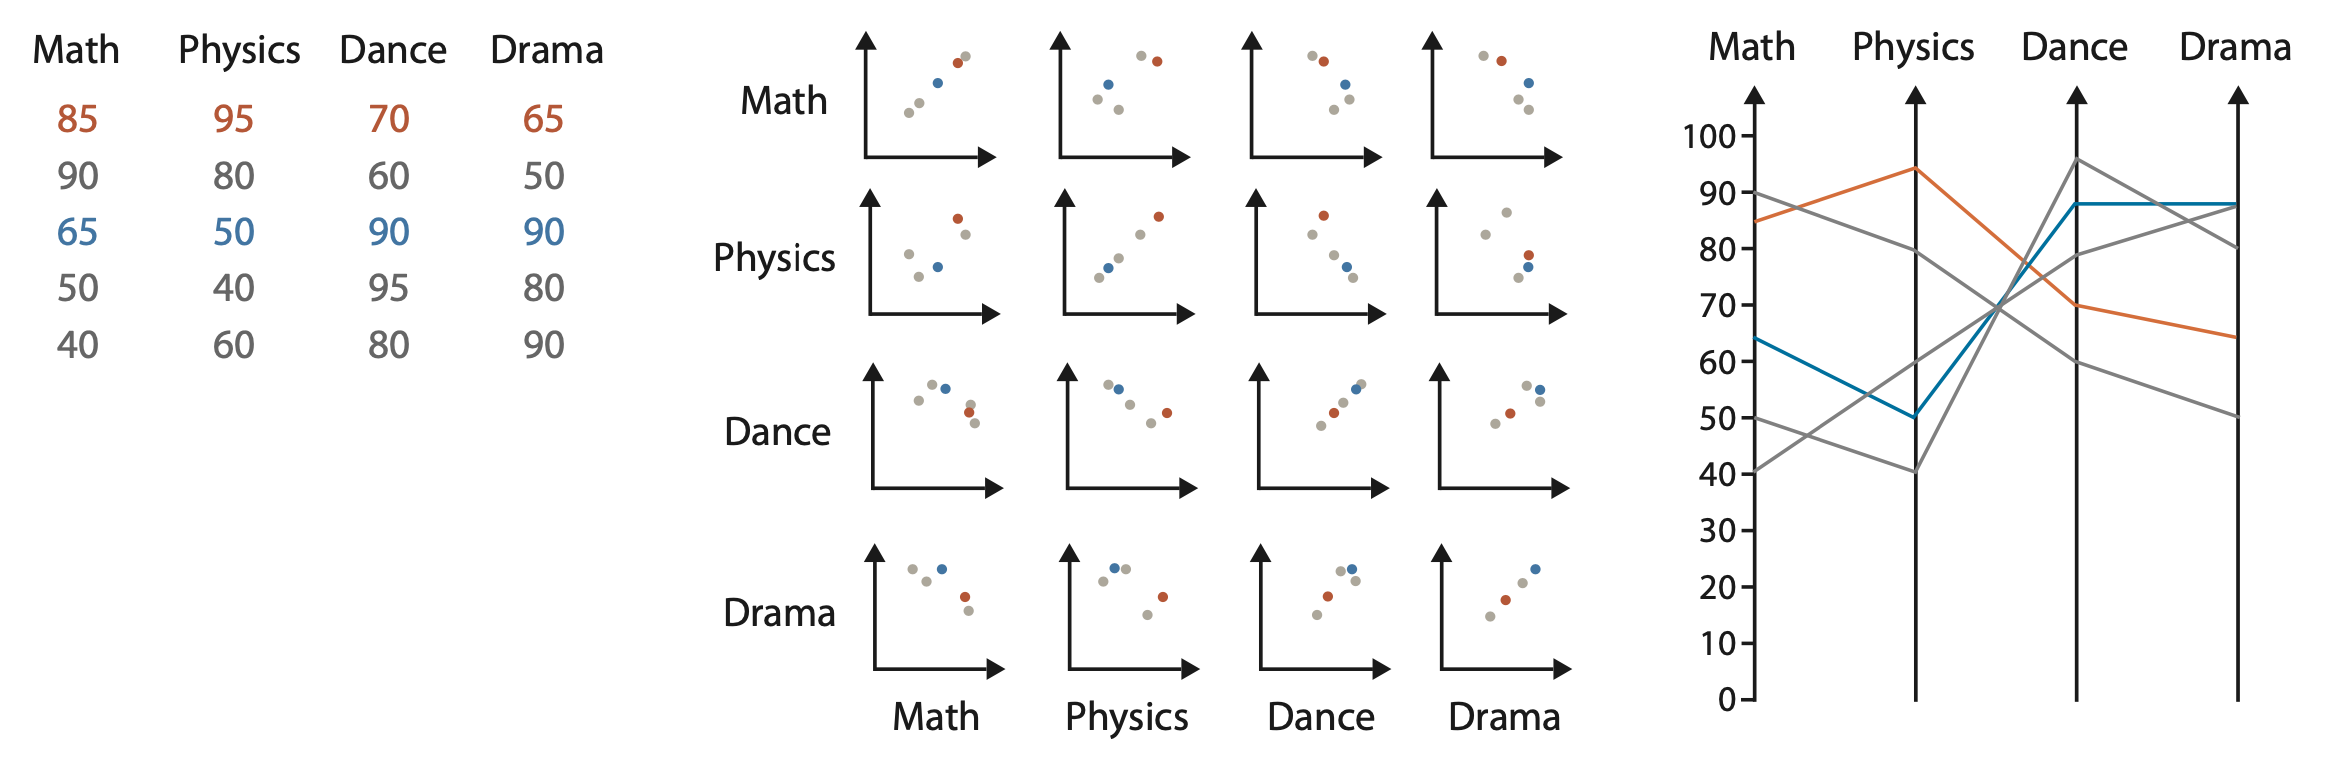 Math Physics Dance Drama
85 95 70 65
90 80 60 50
65 50 90 90
50 40 95 80
40 60 80 90
Math
Physics
Dance
Drama
Math Physics Dance Drama
Math Physics Dance Drama
100
90
80
70
60
50
40
30
20
10
0